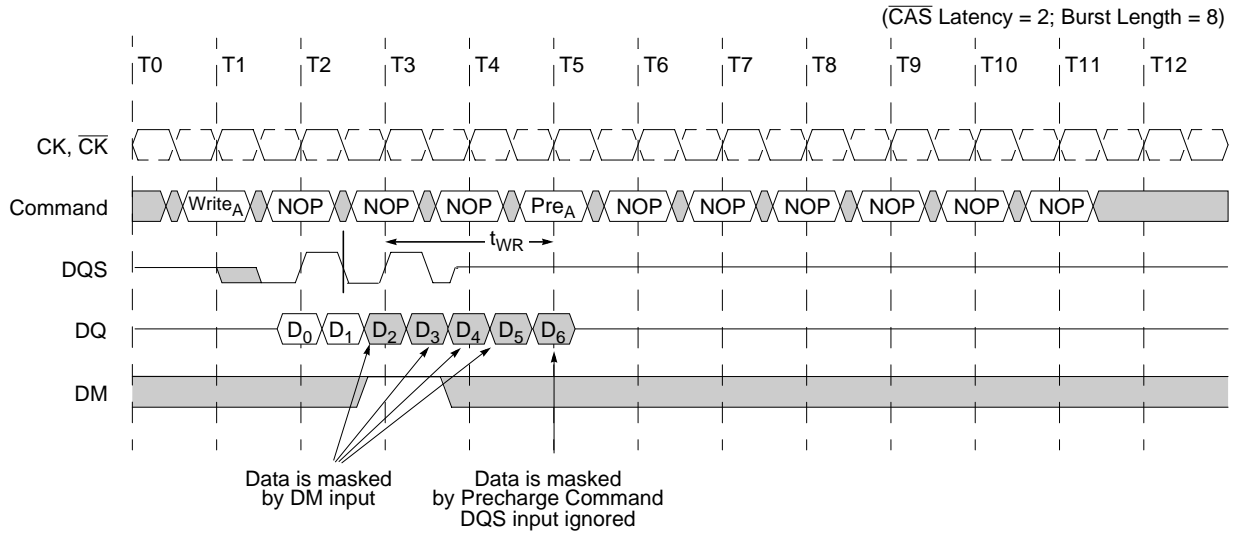 (CAS Latency = 2; Burst Length = 8)
T0 T1 T2 T3 T4 T5 T6 T7 T8 T9 T10 T11 T12
CK, CK
Command WriteA NOP NOP NOP PreA NOP NOP NOP NOP NOP NOP
tWR
DQS
DQ D0 D1 D2 D3 D4 D5 D6
DM
Data is masked
by DM input
Data is masked
by Precharge Command
DQS input ignored